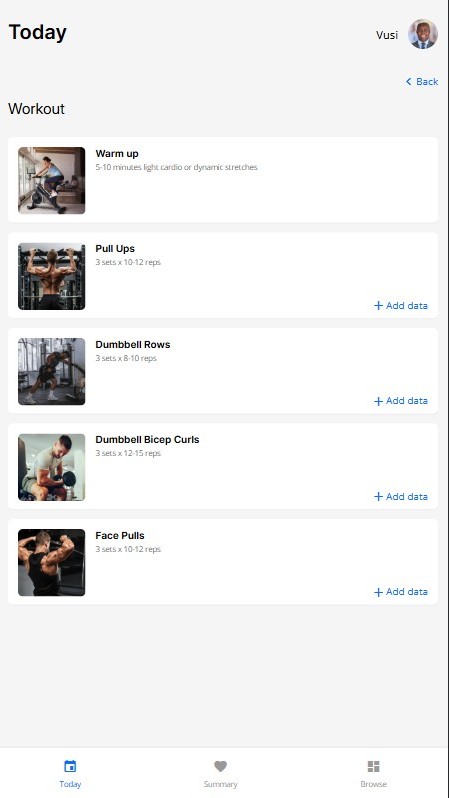 Today
Vusi
Back
Workout
Warm up
5-10 minutes light cardio or dynamic stretches
Pull Ups
3 sets x 10-12 reps
Add data
Dumbbell Rows
3 sets x 8-10 reps
Add data
Dumbbell Bicep Curls
3 sets x 12-15 reps
Add data
Face Pulls
3 sets x 10-12 reps
Add data
Today
Summary
Browse